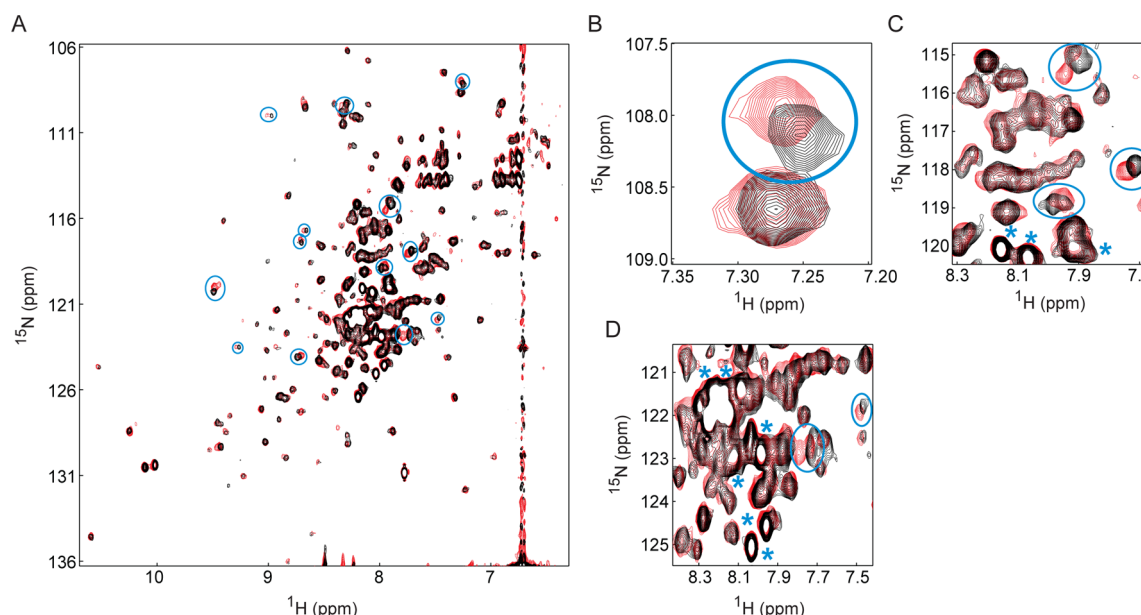 A
106
111
116
121
126
131
136
¹⁵N (ppm)
10
9
8
7
¹H (ppm)
B
107.5
108.0
108.5
109.0
¹⁵N (ppm)
7.35
7.30
7.25
7.20
¹H (ppm)
C
115
116
117
118
119
120
¹⁵N (ppm)
* * *
8.3
8.1
7.9
¹H (ppm)
D
121
122
123
124
125
¹⁵N (ppm)
* * * * * *
8.3
8.1
7.9
7.7
7.5
¹H (ppm)